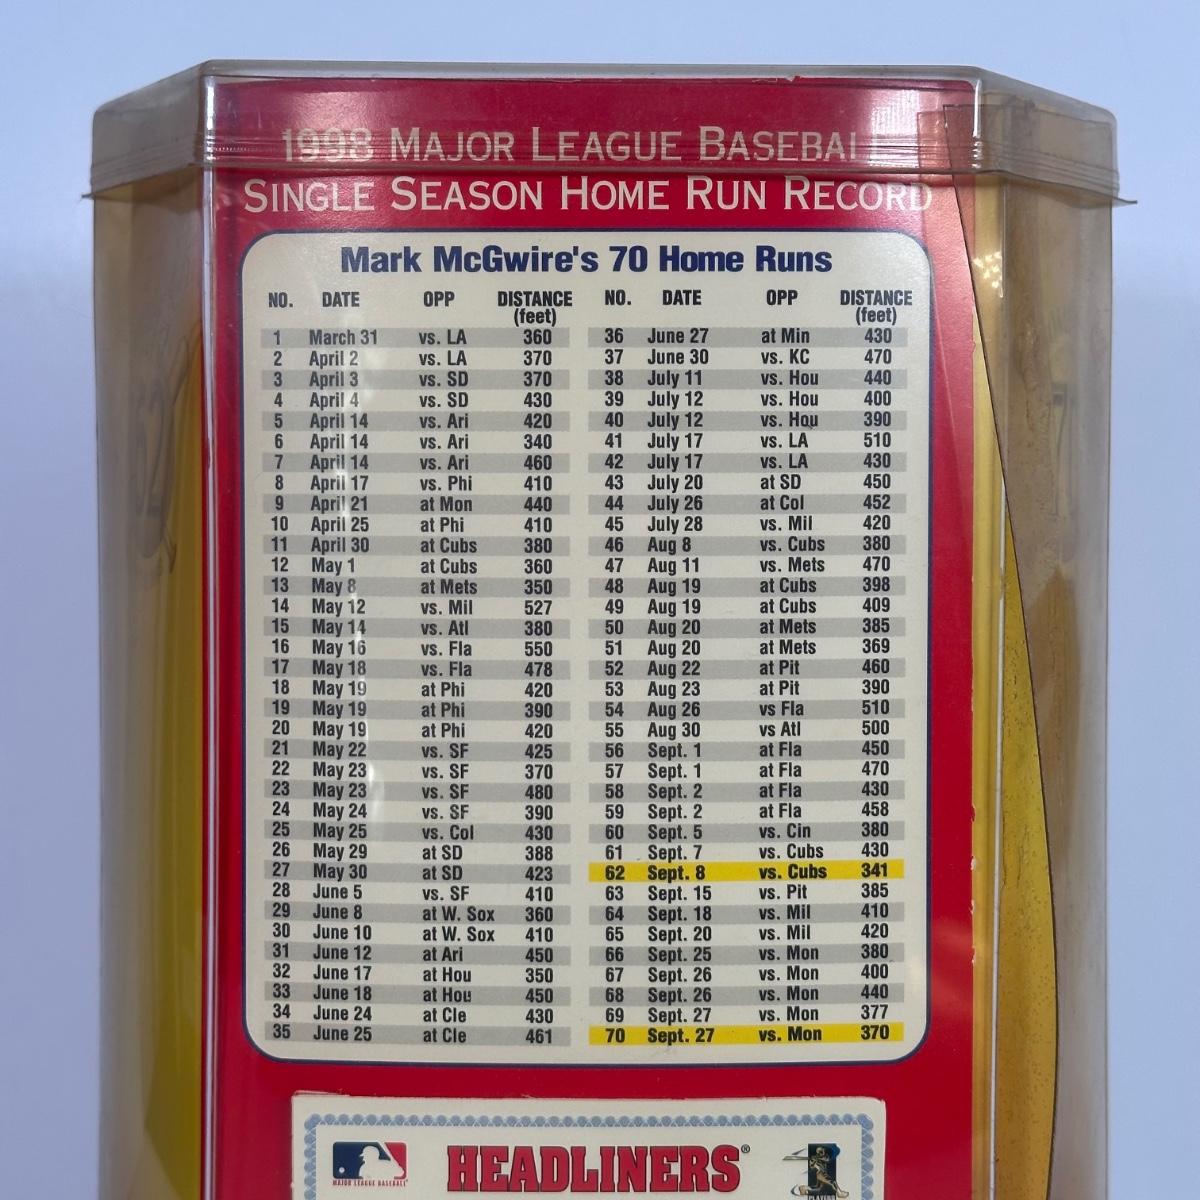 1998 MAJOR LEAGUE BASEBALL
SINGLE SEASON HOME RUN RECORD
Mark McGwire's 70 Home Runs
NO. DATE OPP DISTANCE (feet) NO. DATE OPP DISTANCE (feet)
1 March 31 vs. LA 360 36 June 27 at Min 430
2 April 2 vs. LA 370 37 June 30 vs. KC 470
3 April 3 vs. SD 370 38 July 11 vs. Hou 440
4 April 4 vs. SD 430 39 July 12 vs. Hou 400
5 April 14 vs. Ari 420 40 July 12 vs. Hou 390
6 April 14 vs. Ari 340 41 July 17 vs. LA 510
7 April 14 vs. Ari 460 42 July 17 vs. LA 430
8 April 17 vs. Phi 410 43 July 20 at SD 450
9 April 21 at Mon 440 44 July 26 at Col 452
10 April 25 at Phi 410 45 July 28 vs. Mil 420
11 April 30 at Cubs 380 46 Aug 8 vs. Cubs 380
12 May 1 at Cubs 360 47 Aug 11 vs. Mets 470
13 May 8 at Mets 350 48 Aug 19 at Cubs 398
14 May 12 vs. Mil 527 49 Aug 19 at Cubs 409
15 May 14 vs. Atl 380 50 Aug 20 at Mets 385
16 May 16 vs. Fla 550 51 Aug 20 at Mets 369
17 May 18 vs. Fla 478 52 Aug 22 at Pit 460
18 May 19 at Phi 420 53 Aug 23 at Pit 390
19 May 19 at Phi 390 54 Aug 26 vs Fla 510
20 May 19 at Phi 420 55 Aug 30 vs Atl 500
21 May 22 vs. SF 425 56 Sept. 1 at Fla 450
22 May 23 vs. SF 370 57 Sept. 1 at Fla 470
23 May 23 vs. SF 480 58 Sept. 2 at Fla 430
24 May 24 vs. SF 390 59 Sept. 2 at Fla 458
25 May 25 vs. Col 430 60 Sept. 5 vs. Cin 380
26 May 29 at SD 388 61 Sept. 7 vs. Cubs 430
27 May 30 at SD 423 62 Sept. 8 vs. Cubs 341
28 June 5 vs. SF 410 63 Sept. 15 vs. Pit 385
29 June 8 at W. Sox 360 64 Sept. 18 vs. Mil 410
30 June 10 at W. Sox 410 65 Sept. 20 vs. Mil 420
31 June 12 at Ari 450 66 Sept. 25 vs. Mon 380
32 June 17 at Hou 350 67 Sept. 26 vs. Mon 400
33 June 18 at Hou 450 68 Sept. 26 vs. Mon 440
34 June 24 at Cle 430 69 Sept. 27 vs. Mon 377
35 June 25 at Cle 461 70 Sept. 27 vs. Mon 370
HEADLINERS®
MAJOR LEAGUE BASEBALL
PLAYERS
62
70